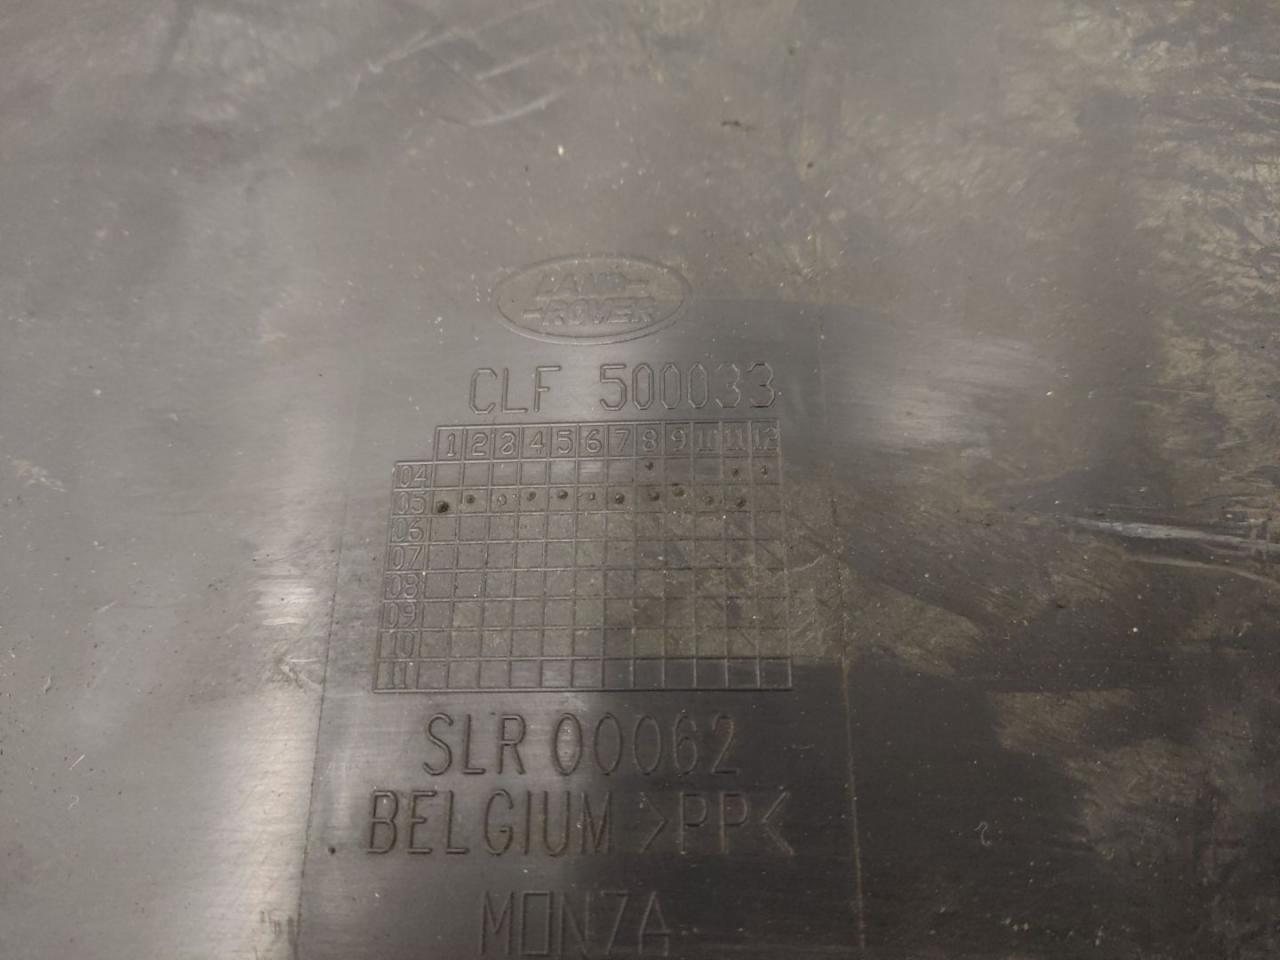 LAND-
-ROVER
CLF 500033
1 2 3 4 5 6 7 8 9 10 11 12
04
05
06
07
08
09
10
11
SLR 00062
BELGIUM >PP<
MONZA